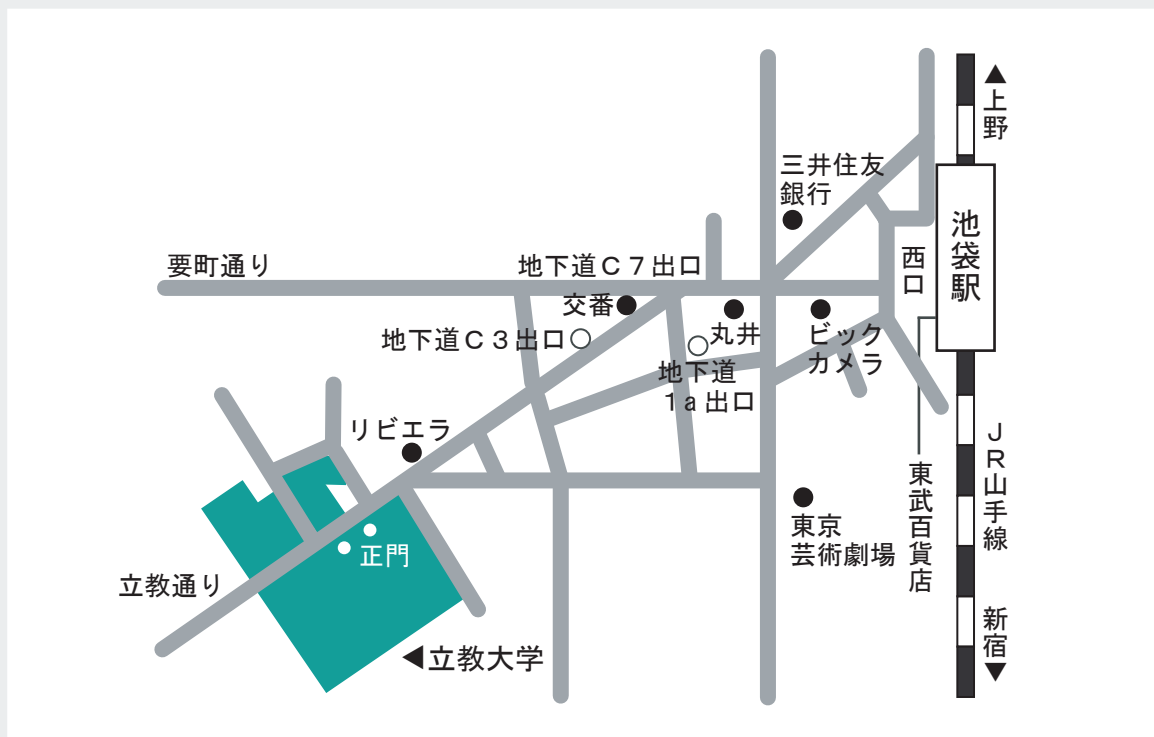 ▲上野
三井住友
銀行
池袋駅
西口
要町通り
地下道C7出口
交番
地下道C3出口
丸井
ビック
カメラ
地下道
1a出口
リビエラ
JR山手線
東武百貨店
東京
芸術劇場
正門
立教通り
新宿▼
◀立教大学